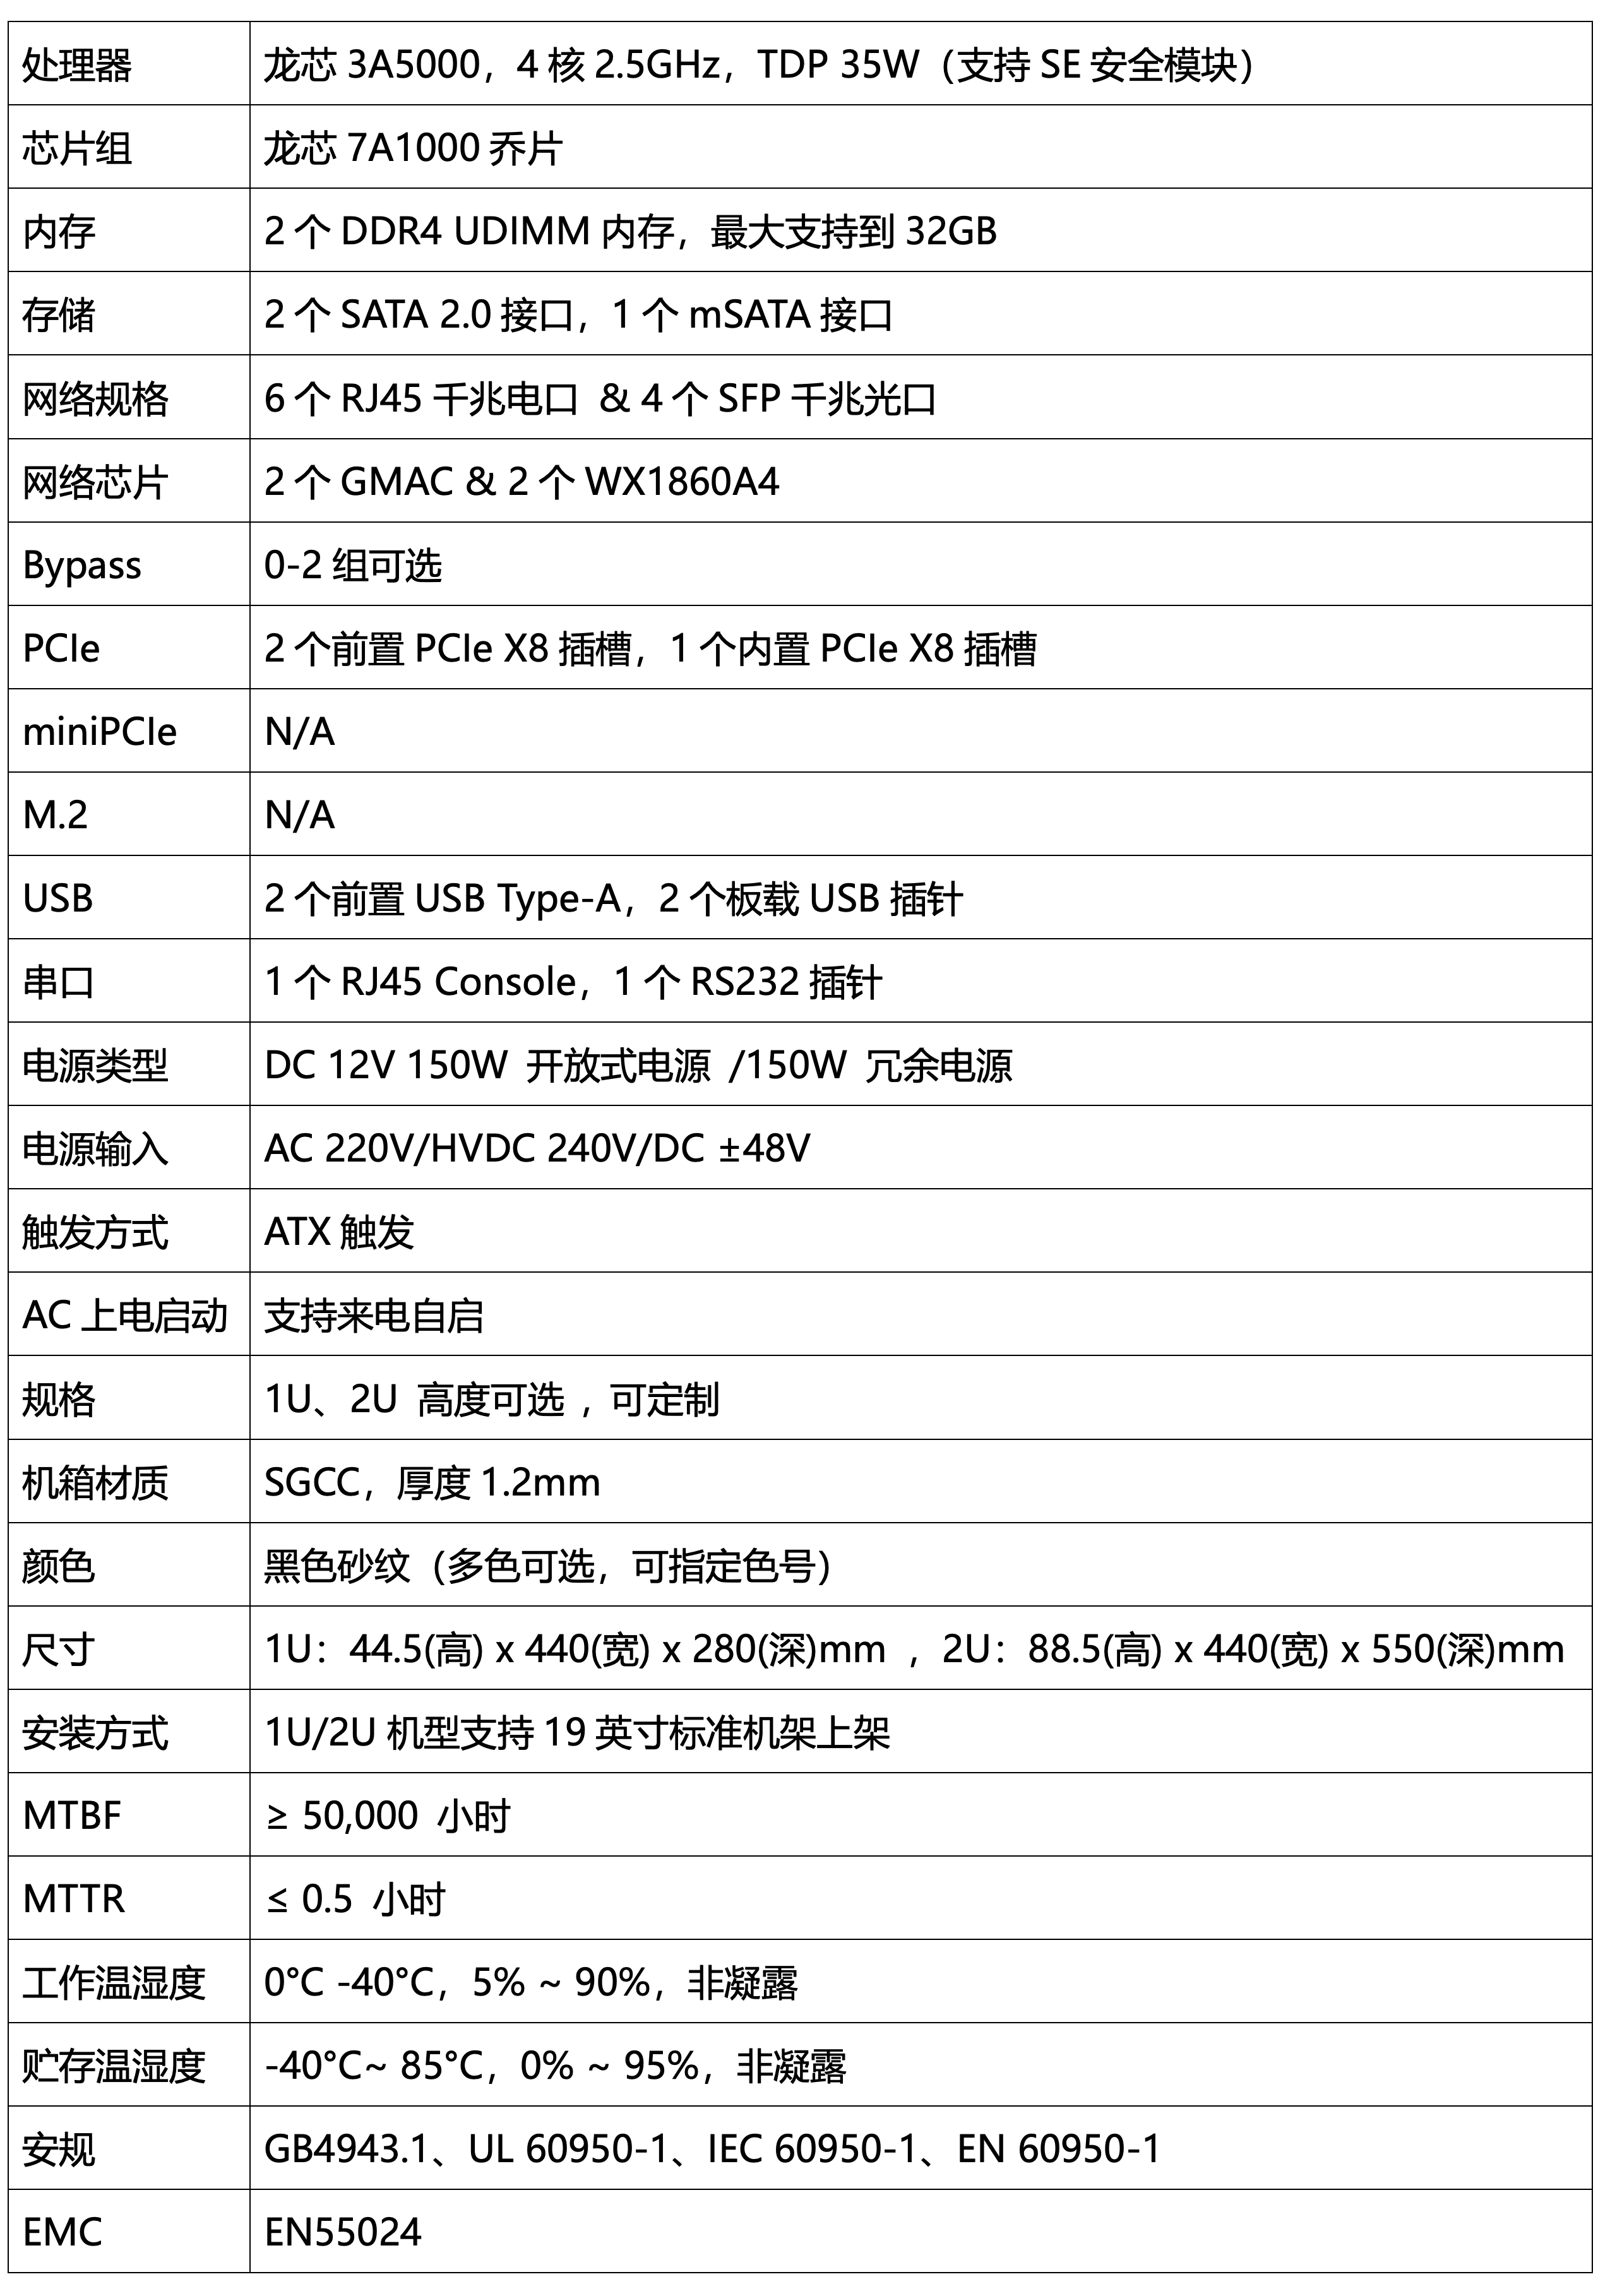 处理器 龙芯 3A5000，4 核 2.5GHz，TDP 35W（支持 SE 安全模块）
芯片组 龙芯 7A1000 乔片
内存 2 个 DDR4 UDIMM 内存，最大支持到 32GB
存储 2 个 SATA 2.0 接口，1 个 mSATA 接口
网络规格 6 个 RJ45 千兆电口 & 4 个 SFP 千兆光口
网络芯片 2 个 GMAC & 2 个 WX1860A4
Bypass 0-2 组可选
PCIe 2 个前置 PCIe X8 插槽，1 个内置 PCIe X8 插槽
miniPCIe N/A
M.2 N/A
USB 2 个前置 USB Type-A，2 个板载 USB 插针
串口 1 个 RJ45 Console，1 个 RS232 插针
电源类型 DC 12V 150W 开放式电源 /150W 冗余电源
电源输入 AC 220V/HVDC 240V/DC ±48V
触发方式 ATX 触发
AC 上电启动 支持来电自启
规格 1U、2U 高度可选 ，可定制
机箱材质 SGCC，厚度 1.2mm
颜色 黑色砂纹（多色可选，可指定色号）
尺寸 1U：44.5(高) x 440(宽) x 280(深)mm ，2U：88.5(高) x 440(宽) x 550(深)mm
安装方式 1U/2U 机型支持 19 英寸标准机架上架
MTBF ≥ 50,000 小时
MTTR ≤ 0.5 小时
工作温湿度 0°C -40°C，5% ~ 90%，非凝露
贮存温湿度 -40°C~ 85°C，0% ~ 95%，非凝露
安规 GB4943.1、UL 60950-1、IEC 60950-1、EN 60950-1
EMC EN55024